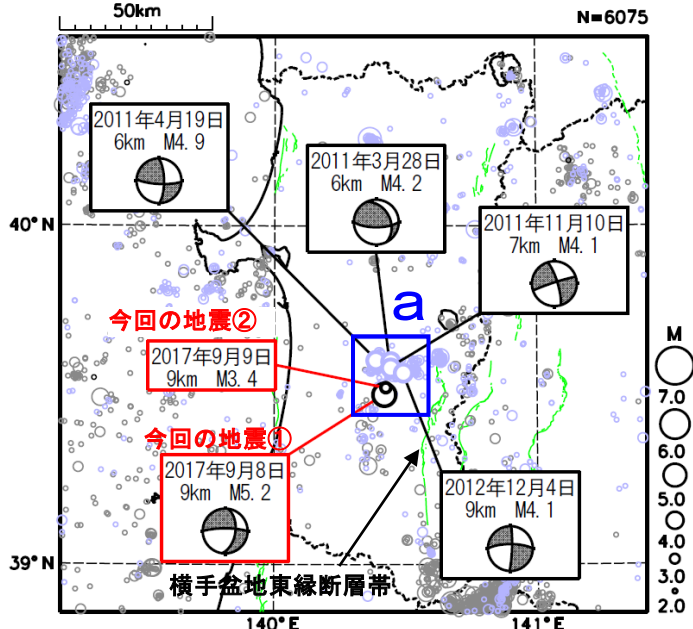 50km
N=6075
2011年4月19日
6km M4.9
2011年3月28日
6km M4.2
2011年11月10日
7km M4.1
40°N
a
今回の地震②
2017年9月9日
9km M3.4
今回の地震①
2017年9月8日
9km M5.2
2012年12月4日
9km M4.1
横手盆地東縁断層帯
39°N
140°E
141°E
M
7.0
6.0
5.0
4.0
3.0
2.0